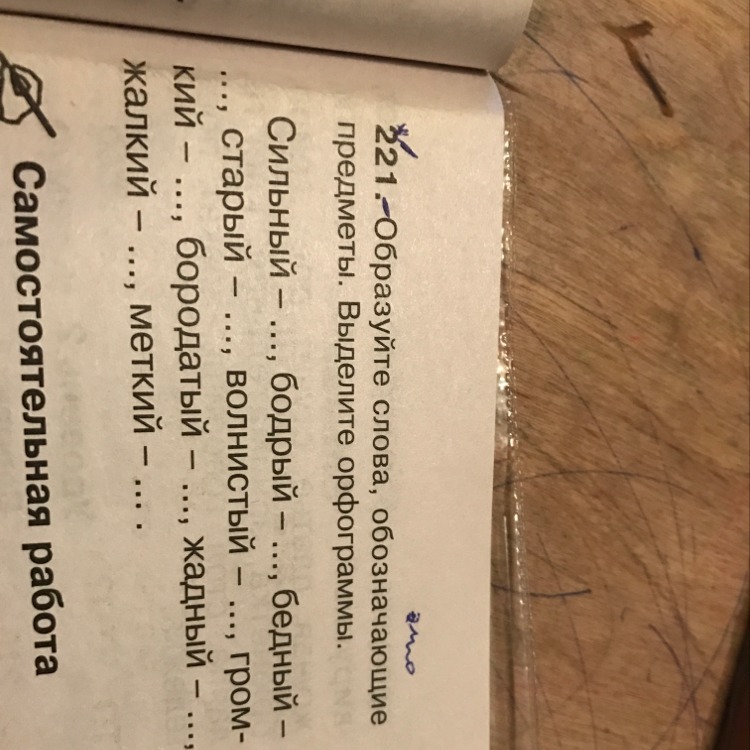 221. Образуйте слова, обозначающие
предметы. Выделите орфограммы.
Сильный – ..., бодрый – ..., бедный –
..., старый – ..., волнистый – ..., гром-
кий – ..., бородатый – ..., жадный – ...,
жалкий – ..., меткий – ... .
Самостоятельная работа